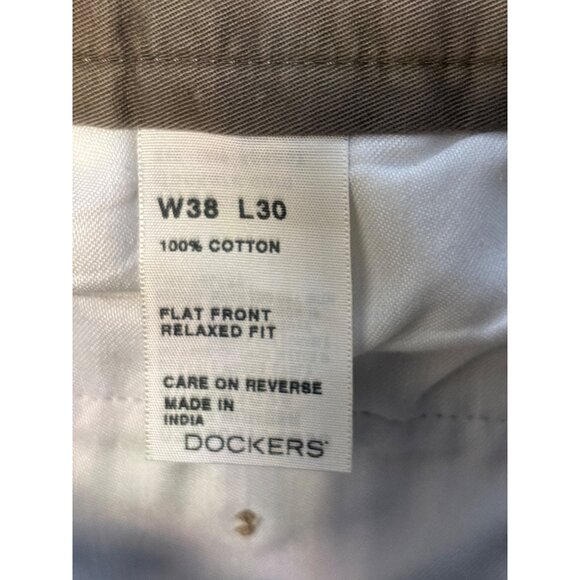 W38 L30
100% COTTON
FLAT FRONT
RELAXED FIT
CARE ON REVERSE
MADE IN
INDIA
DOCKERS